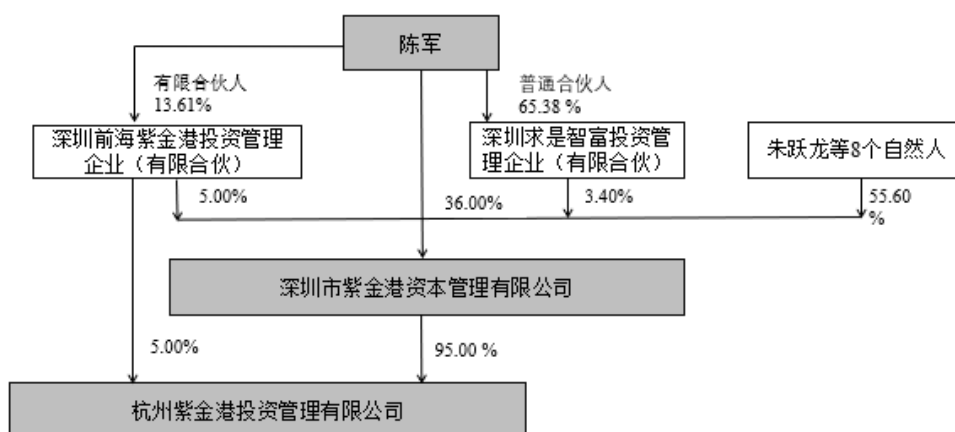 陈军
有限合伙人
13.61%
普通合伙人
65.38 %
深圳前海紫金港投资管理
企业（有限合伙）
深圳求是智富投资管
理企业（有限合伙）
朱跃龙等8个自然人
5.00%
36.00%
3.40%
55.60
%
深圳市紫金港资本管理有限公司
5.00%
95.00 %
杭州紫金港投资管理有限公司